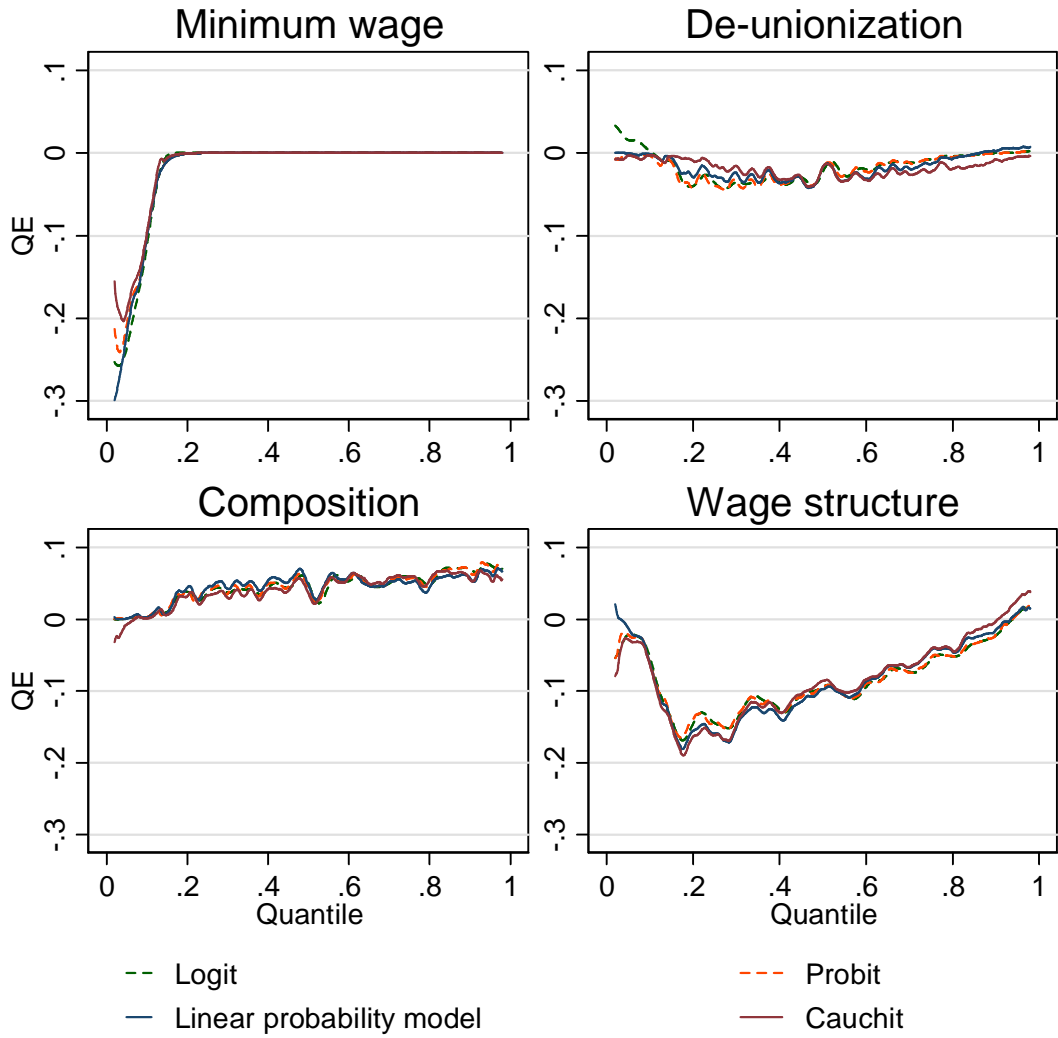 Minimum wage
De-unionization
.1
0
-.1
-.2
-.3
QE
0 .2 .4 .6 .8 1
.1
0
-.1
-.2
-.3
0 .2 .4 .6 .8 1
Composition
Wage structure
.1
0
-.1
-.2
-.3
QE
0 .2 .4 .6 .8 1
Quantile
.1
0
-.1
-.2
-.3
0 .2 .4 .6 .8 1
Quantile
Logit
Probit
Linear probability model
Cauchit